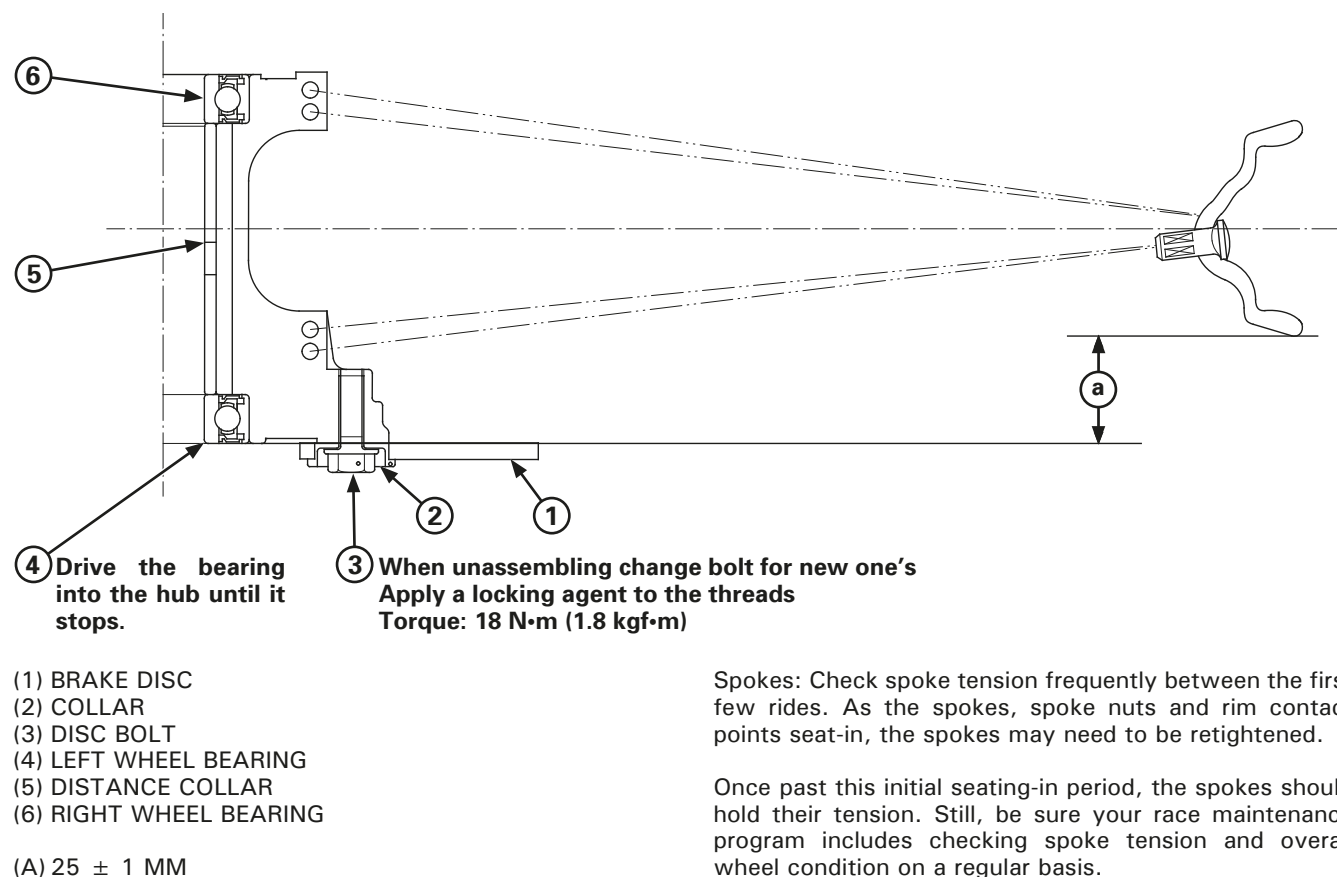 6
5
a
2
1
4 Drive the bearing
into the hub until it
stops.
3 When unassembling change bolt for new one's
Apply a locking agent to the threads
Torque: 18 N•m (1.8 kgf•m)
(1) BRAKE DISC
(2) COLLAR
(3) DISC BOLT
(4) LEFT WHEEL BEARING
(5) DISTANCE COLLAR
(6) RIGHT WHEEL BEARING
(A) 25 ± 1 MM
Spokes: Check spoke tension frequently between the firs
few rides. As the spokes, spoke nuts and rim contac
points seat-in, the spokes may need to be retightened.
Once past this initial seating-in period, the spokes shoul
hold their tension. Still, be sure your race maintenanc
program includes checking spoke tension and overa
wheel condition on a regular basis.